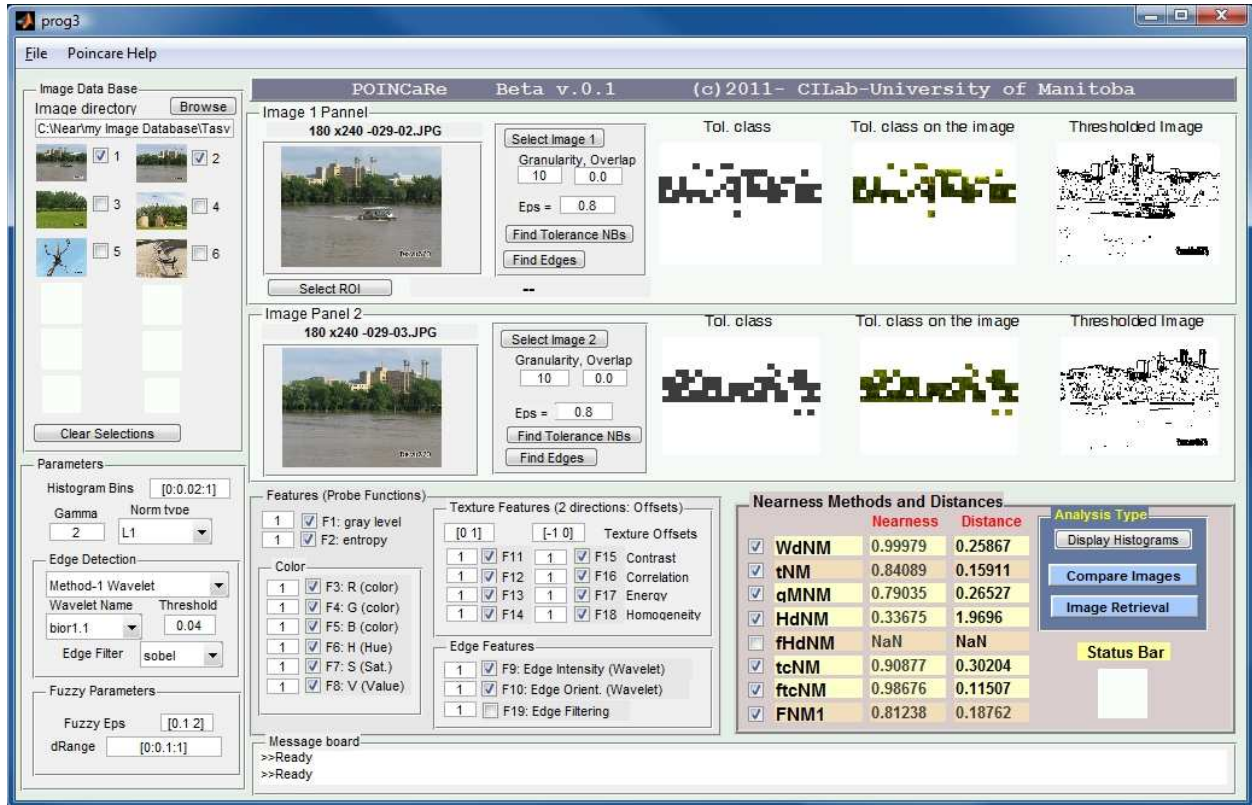 prog3
File Poincare Help
POINCaRe Beta v.0.1 (c)2011- CILab-University of Manitoba
Image Data Base
Image directory Browse
C:\Near\my Image Database\Tasv
1 2
3 4
5 6
Clear Selections
Image 1 Pannel
180 x240 -029-02.JPG
Select Image 1
Granularity, Overlap
10 0.0
Eps = 0.8
Find Tolerance NBs
Find Edges
Select ROI --
Tol. class Tol. class on the image Thresholded Image
Image Panel 2
180 x240 -029-03.JPG
Select Image 2
Granularity, Overlap
10 0.0
Eps = 0.8
Find Tolerance NBs
Find Edges
Tol. class Tol. class on the image Thresholded Image
Parameters
Histogram Bins [0:0.02:1]
Gamma Norm type
2 L1
Edge Detection
Method-1 Wavelet
Wavelet Name Threshold
bior1.1 0.04
Edge Filter sobel
Fuzzy Parameters
Fuzzy Eps [0.1 2]
dRange [0:0.1:1]
Features (Probe Functions)
1 F1: gray level
1 F2: entropy
Color
1 F3: R (color)
1 F4: G (color)
1 F5: B (color)
1 F6: H (Hue)
1 F7: S (Sat.)
1 F8: V (Value)
Texture Features (2 directions: Offsets)
[0 1] [-1 0] Texture Offsets
1 F11 1 F15 Contrast
1 F12 1 F16 Correlation
1 F13 1 F17 Energy
1 F14 1 F18 Homogeneity
Edge Features
1 F9: Edge Intensity (Wavelet)
1 F10: Edge Orient. (Wavelet)
1 F19: Edge Filtering
Nearness Methods and Distances
Nearness Distance
WdNM 0.99979 0.25867
tNM 0.84089 0.15911
qMNM 0.79035 0.26527
HdNM 0.33675 1.9696
fHdNM NaN NaN
tcNM 0.90877 0.30204
ftcNM 0.98676 0.11507
FNM1 0.81238 0.18762
Analysis Type
Display Histograms
Compare Images
Image Retrieval
Status Bar
Message board
>>Ready
>>Ready